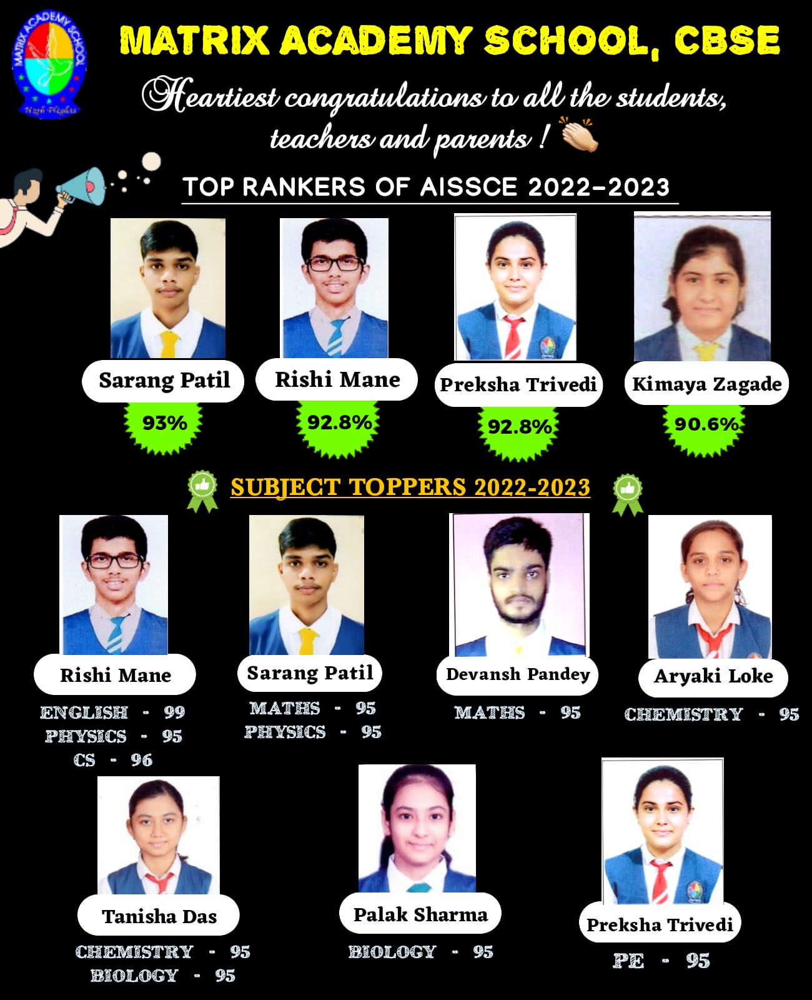 MATRIX ACADEMY SCHOOL
High Flights
MATRIX ACADEMY SCHOOL, CBSE
Heartiest congratulations to all the students,
teachers and parents !
TOP RANKERS OF AISSCE 2022-2023
Sarang Patil
93%
Rishi Mane
92.8%
Preksha Trivedi
92.8%
Kimaya Zagade
90.6%
SUBJECT TOPPERS 2022-2023
Rishi Mane
ENGLISH - 99
PHYSICS - 95
CS - 96
Sarang Patil
MATHS - 95
PHYSICS - 95
Devansh Pandey
MATHS - 95
Aryaki Loke
CHEMISTRY - 95
Tanisha Das
CHEMISTRY - 95
BIOLOGY - 95
Palak Sharma
BIOLOGY - 95
Preksha Trivedi
PE - 95